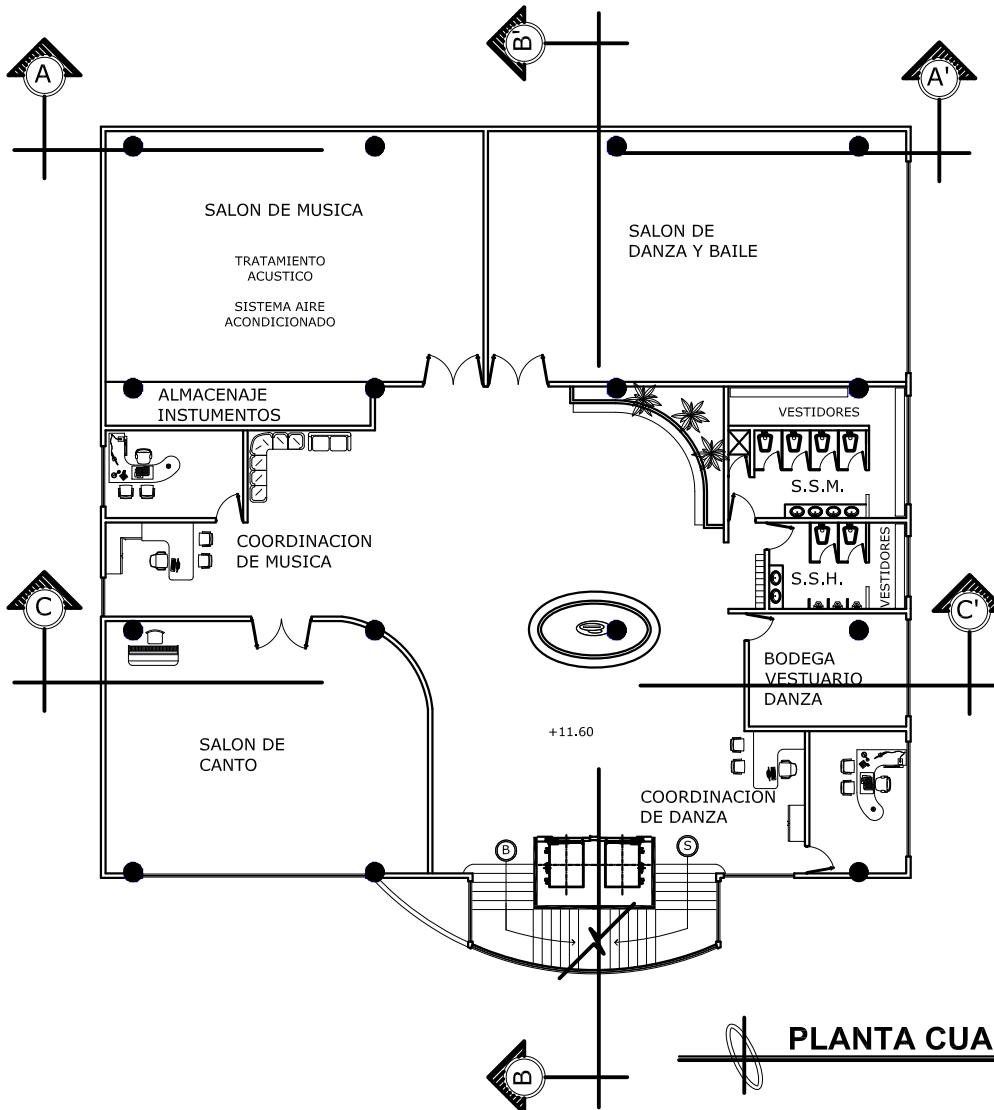 B'
A
A'
SALON DE MUSICA
TRATAMIENTO
ACUSTICO
SISTEMA AIRE
ACONDICIONADO
SALON DE
DANZA Y BAILE
ALMACENAJE
INSTUMENTOS
VESTIDORES
S.S.M.
COORDINACION
DE MUSICA
S.S.H.
VESTIDORES
C
C'
BODEGA
VESTUARIO
DANZA
SALON DE
CANTO
+11.60
COORDINACION
DE DANZA
B
S
PLANTA CUA
B